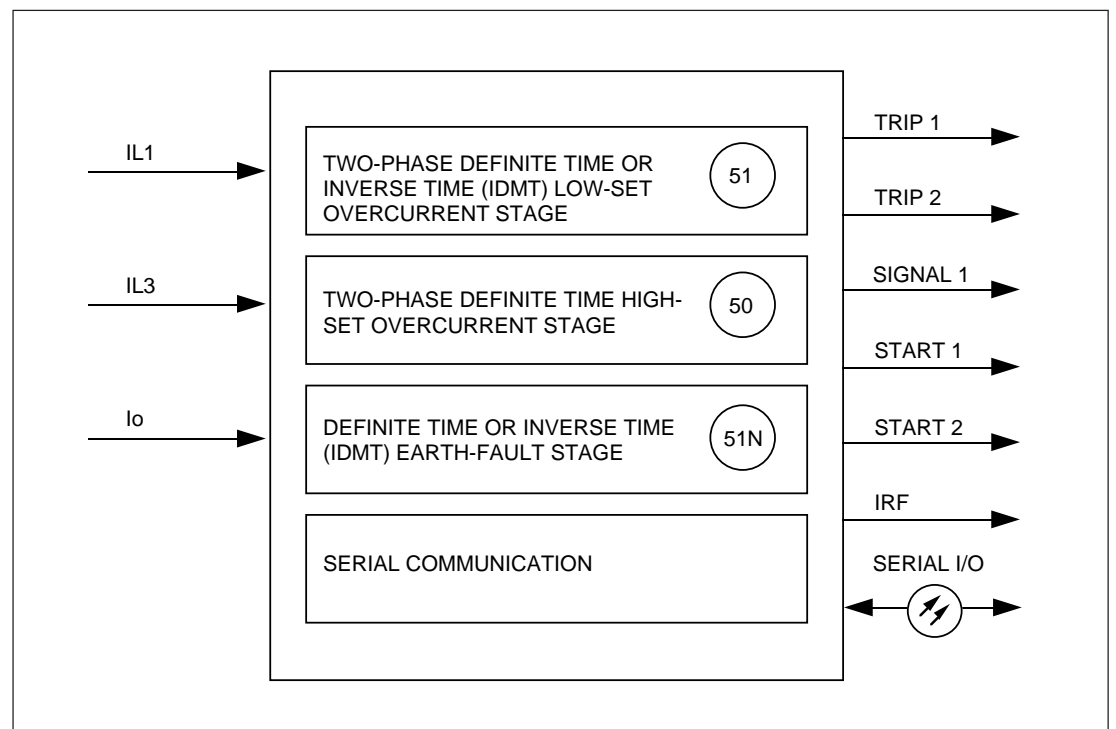 IL1
IL3
Io
TWO-PHASE DEFINITE TIME OR
INVERSE TIME (IDMT) LOW-SET
OVERCURRENT STAGE
51
TWO-PHASE DEFINITE TIME HIGH-
SET OVERCURRENT STAGE
50
DEFINITE TIME OR INVERSE TIME
(IDMT) EARTH-FAULT STAGE
51N
SERIAL COMMUNICATION
TRIP 1
TRIP 2
SIGNAL 1
START 1
START 2
IRF
SERIAL I/O